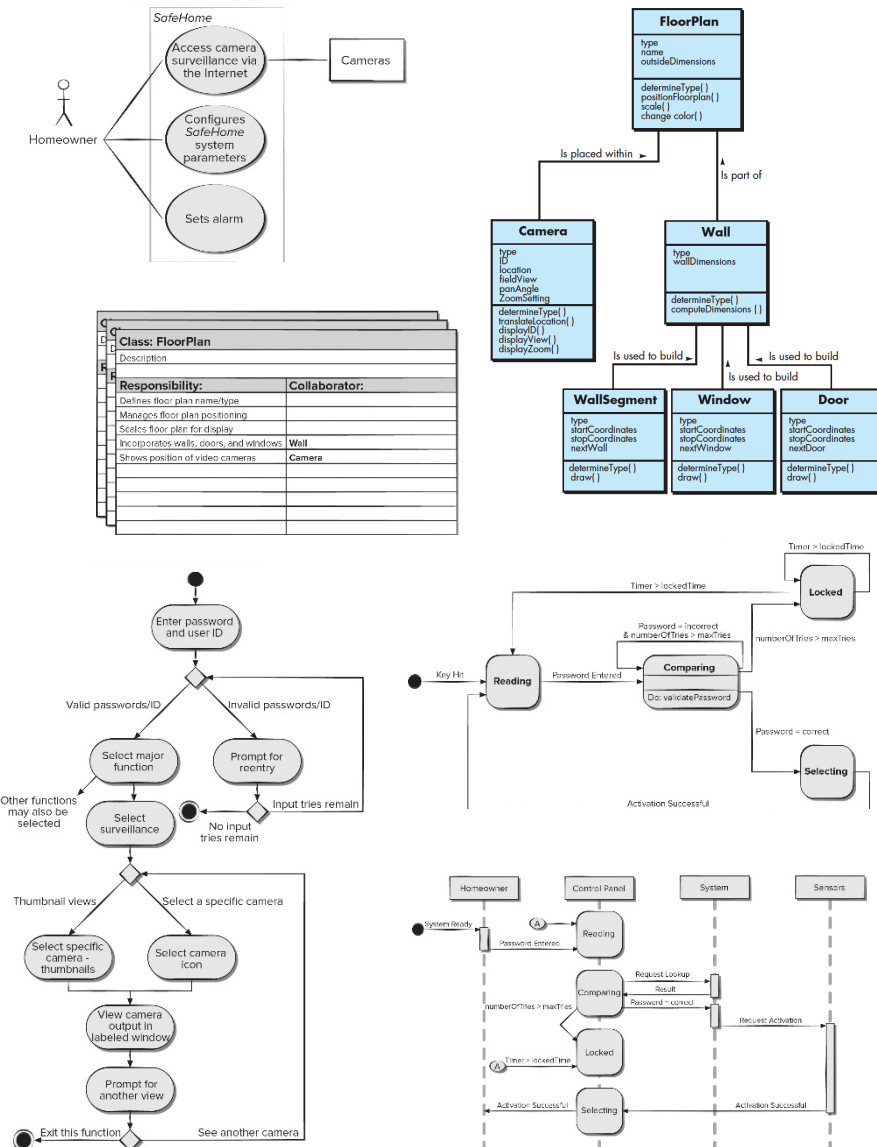 SafeHome
Access camera
surveillance via
the Internet
Cameras
Homeowner
Configures
SafeHome
system
parameters
Sets alarm
FloorPlan
type
name
outsideDimensions
determineType( )
positionFloorplan( )
scale( )
change color( )
Is placed within
Is part of
Camera
type
ID
location
fieldView
panAngle
ZoomSetting
determineType( )
translateLocation( )
displayID( )
displayView( )
displayZoom( )
Wall
type
wallDimensions
determineType( )
computeDimensions ( )
Is used to build
Is used to build
Is used to build
WallSegment
type
startCoordinates
stopCoordinates
nextWall
determineType( )
draw( )
Window
type
startCoordinates
stopCoordinates
nextWindow
determineType( )
draw( )
Door
type
startCoordinates
stopCoordinates
nextDoor
determineType( )
draw( )
Class: FloorPlan
Description
Responsibility: Collaborator:
Defines floor plan name/type
Manages floor plan positioning
Scales floor plan for display
Incorporates walls, doors, and windows Wall
Shows position of video cameras Camera
Enter password
and user ID
Valid passwords/ID
Invalid passwords/ID
Select major
function
Prompt for
reentry
Other functions
may also be
selected
Select
surveillance
Input tries remain
No input
tries remain
Thumbnail views
Select a specific camera
Select specific
camera -
thumbnails
Select camera
icon
View camera
output in
labeled window
Prompt for
another view
Exit this function
See another camera
Timer > lockedTime
Locked
Timer > lockedTime
Password = incorrect
& numberOfTries > maxTries
numberOfTries > maxTries
Key Hit
Reading
Password Entered
Comparing
Do: validatePassword
Password = correct
Selecting
Activation Successful
Homeowner
Control Panel
System
Sensors
System Ready
A
Reading
Password Entered
Request Lookup
Comparing
Result
numberOfTries > maxTries
Password = correct
Request Activation
Locked
A
Timer > lockedTime
Activation Successful
Selecting
Activation Successful